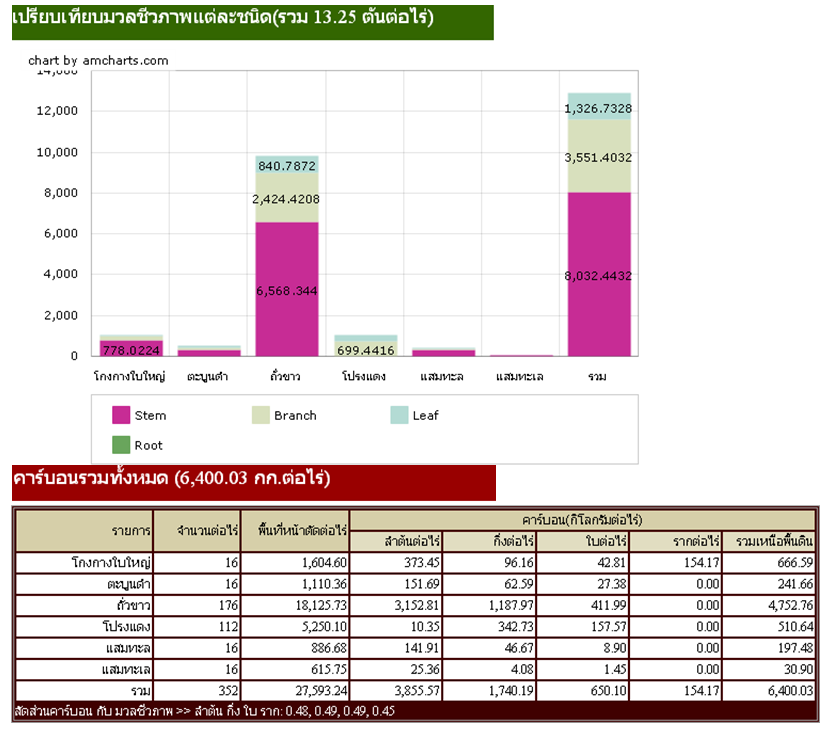 เปรียบเทียบมวลชีวภาพแต่ละชนิด(รวม 13.25 ตันต่อไร่)
chart by amcharts.com
14,000
12,000
10,000
8,000
6,000
4,000
2,000
0
1,326.7328
3,551.4032
8,032.4432
840.7872
2,424.4208
6,568.344
778.0224
699.4416
โกงกางใบใหญ่ ตะบูนดำ ถั่วขาว โปรงแดง แสมทะล แสมทะเล รวม
Stem Branch Leaf
Root
คาร์บอนรวมทั้งหมด (6,400.03 กก.ต่อไร่)
รายการ จำนวนต่อไร่ พื้นที่หน้าตัดต่อไร่ คาร์บอน(กิโลกรัมต่อไร่)
ลำต้นต่อไร่ กิ่งต่อไร่ ใบต่อไร่ รากต่อไร่ รวมเหนือพื้นดิน
โกงกางใบใหญ่ 16 1,604.60 373.45 96.16 42.81 154.17 666.59
ตะบูนดำ 16 1,110.36 151.69 62.59 27.38 0.00 241.66
ถั่วขาว 176 18,125.73 3,152.81 1,187.97 411.99 0.00 4,752.76
โปรงแดง 112 5,250.10 10.35 342.73 157.57 0.00 510.64
แสมทะล 16 886.68 141.91 46.67 8.90 0.00 197.48
แสมทะเล 16 615.75 25.36 4.08 1.45 0.00 30.90
รวม 352 27,593.24 3,855.57 1,740.19 650.10 154.17 6,400.03
สัดส่วนคาร์บอน กับ มวลชีวภาพ >> ลำต้น กิ่ง ใบ ราก: 0.48, 0.49, 0.49, 0.45